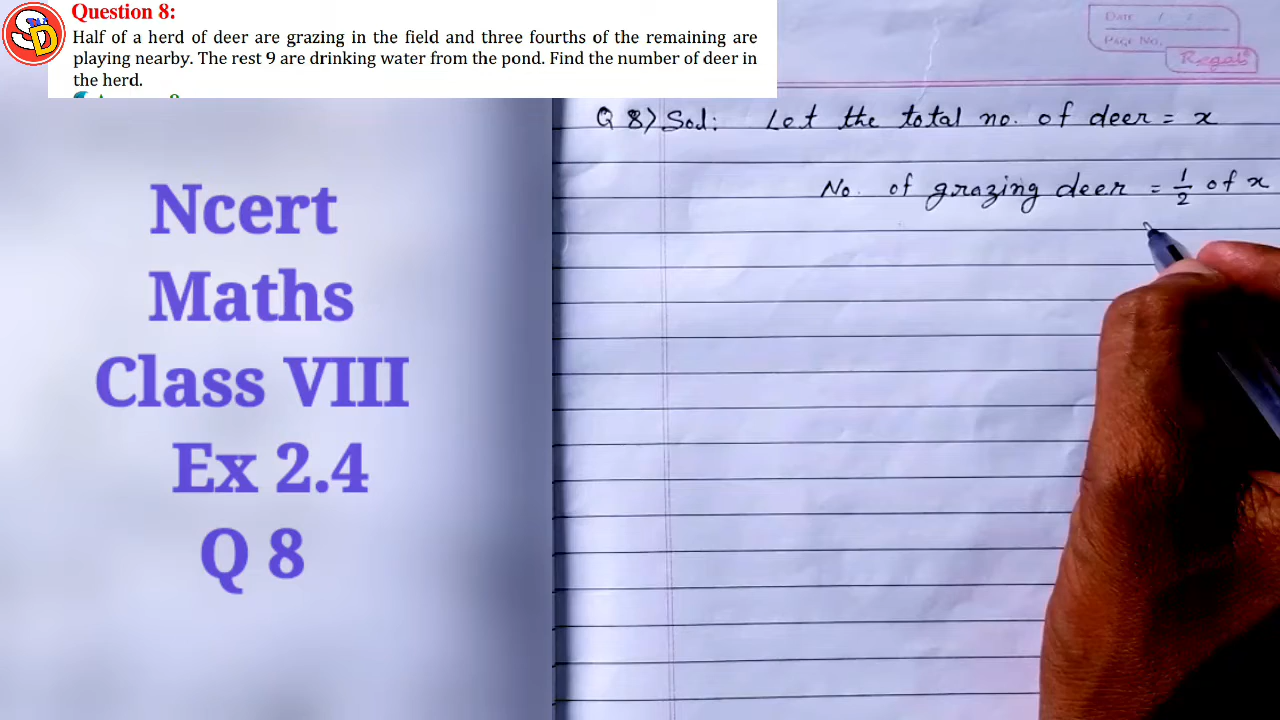 Question 8:
Half of a herd of deer are grazing in the field and three fourths of the remaining are
playing nearby. The rest 9 are drinking water from the pond. Find the number of deer in
the herd.
SD
DATE / /
PAGE NO.
Regal
Q 8) Sol: Let the total no. of deer = x
No. of grazing deer = 1/2 of x
Ncert
Maths
Class VIII
Ex 2.4
Q 8